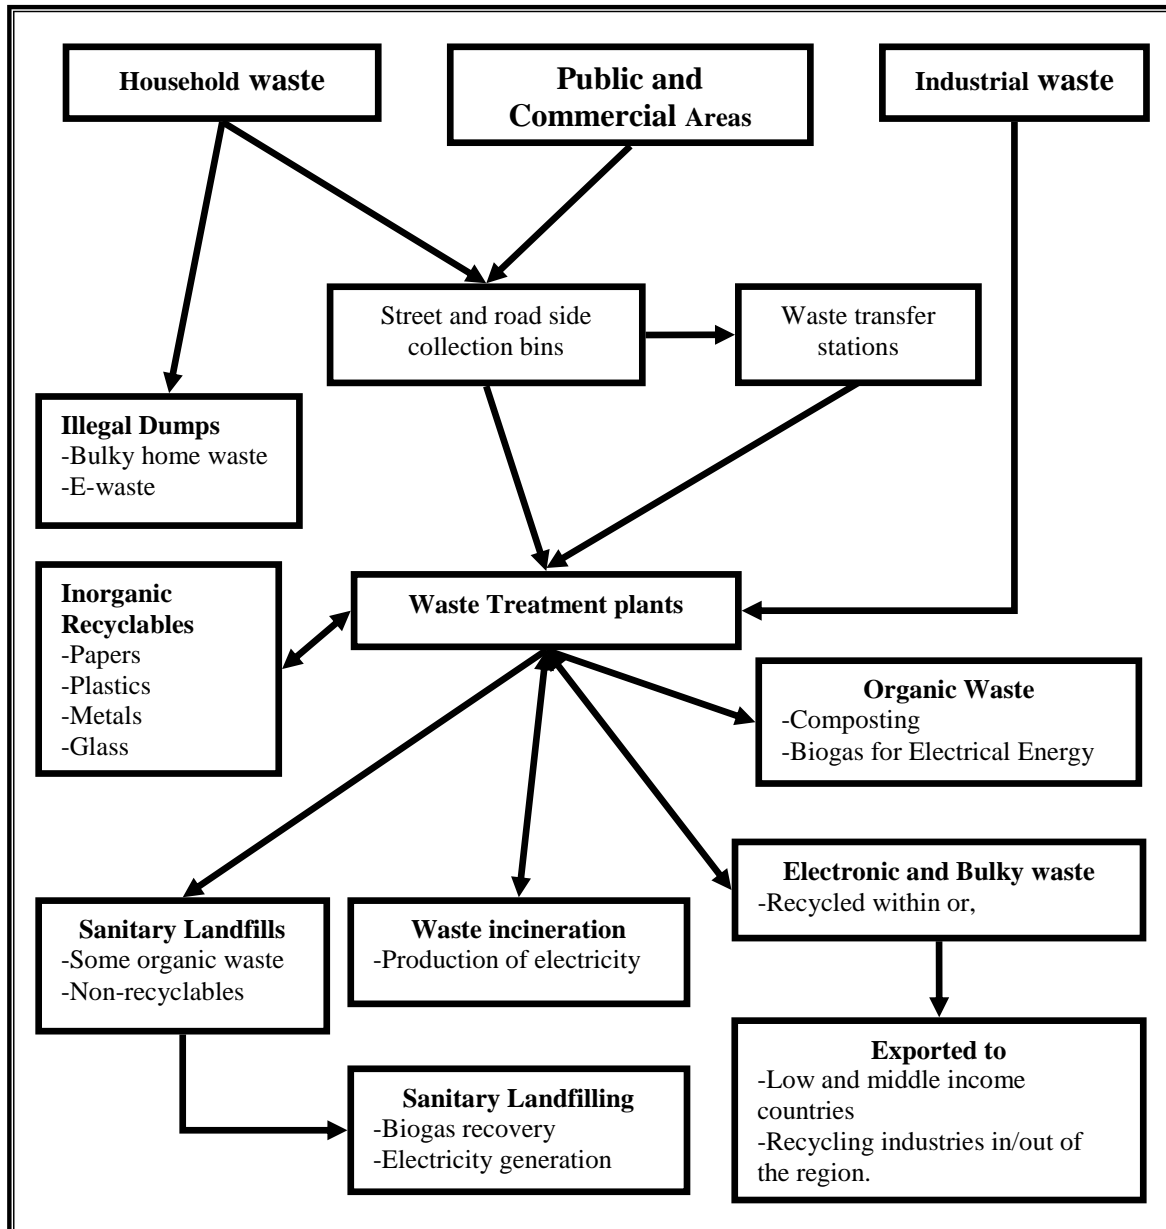 Household waste
Public and
Commercial Areas
Industrial waste
Street and road side
collection bins
Waste transfer
stations
Illegal Dumps
-Bulky home waste
-E-waste
Inorganic
Recyclables
-Papers
-Plastics
-Metals
-Glass
Waste Treatment plants
Organic Waste
-Composting
-Biogas for Electrical Energy
Electronic and Bulky waste
-Recycled within or,
Sanitary Landfills
-Some organic waste
-Non-recyclables
Waste incineration
-Production of electricity
Exported to
-Low and middle income
countries
-Recycling industries in/out of
the region.
Sanitary Landfilling
-Biogas recovery
-Electricity generation